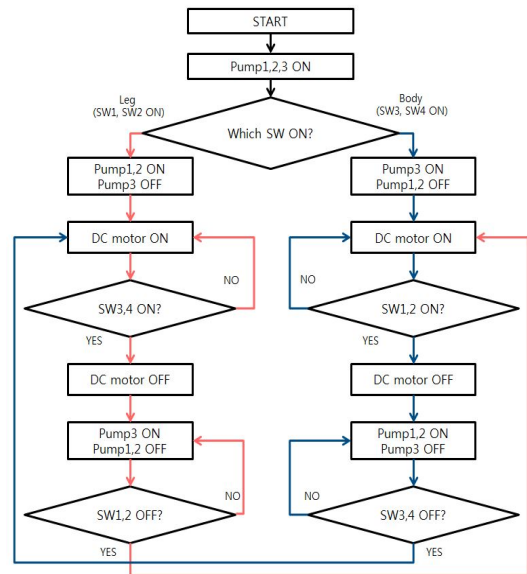 START
Pump1,2,3 ON
Leg
(SW1, SW2 ON)
Body
(SW3, SW4 ON)
Which SW ON?
Pump1,2 ON
Pump3 OFF
Pump3 ON
Pump1,2 OFF
DC motor ON
DC motor ON
NO
NO
SW3,4 ON?
SW1,2 ON?
YES
YES
DC motor OFF
DC motor OFF
Pump3 ON
Pump1,2 OFF
Pump1,2 ON
Pump3 OFF
NO
NO
SW1,2 OFF?
SW3,4 OFF?
YES
YES